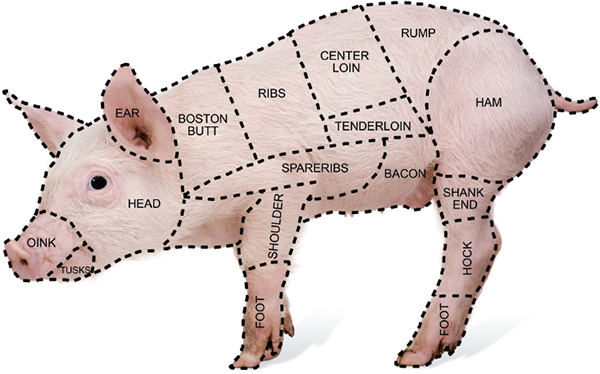 RUMP
CENTER
LOIN
RIBS
EAR
BOSTON
BUTT
HAM
TENDERLOIN
SPARERIBS
BACON
HEAD
SHANK
END
SHOULDER
OINK
TUSKS
HOCK
FOOT
FOOT